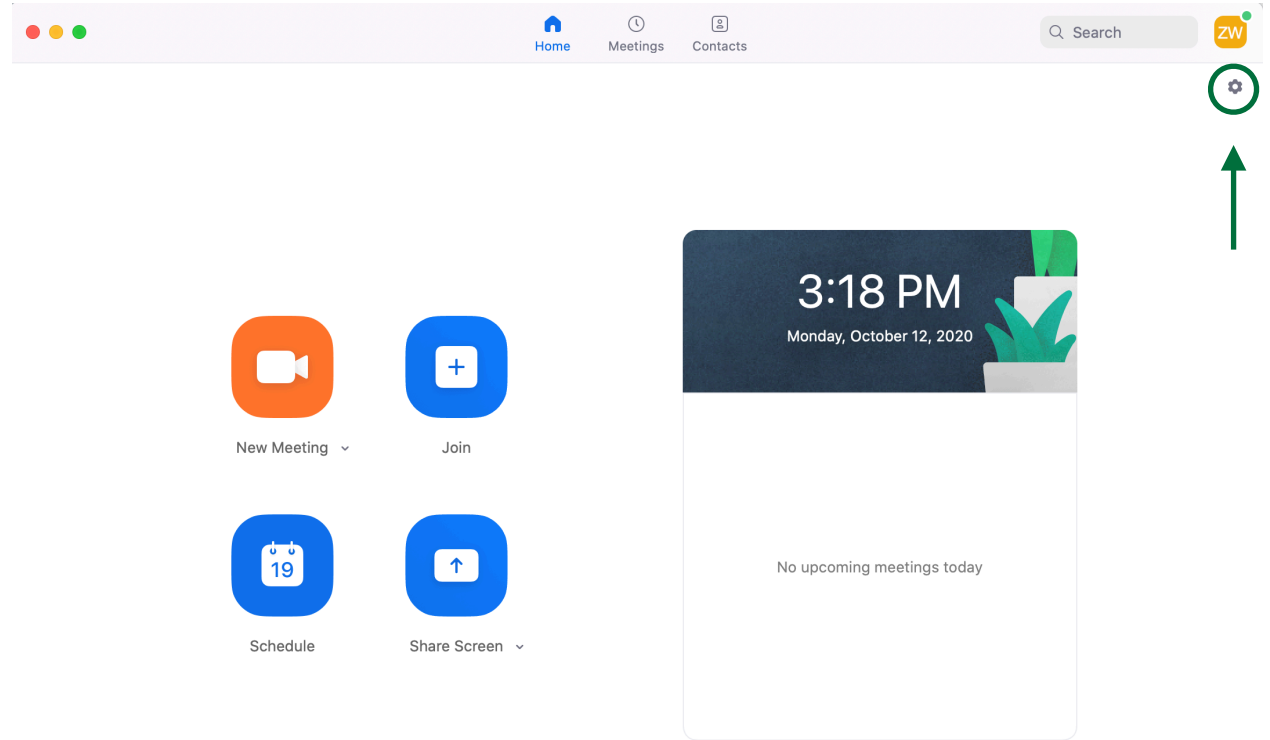 Home
Meetings
Contacts
Search
ZW
3:18 PM
Monday, October 12, 2020
New Meeting
Join
19
Schedule
Share Screen
No upcoming meetings today